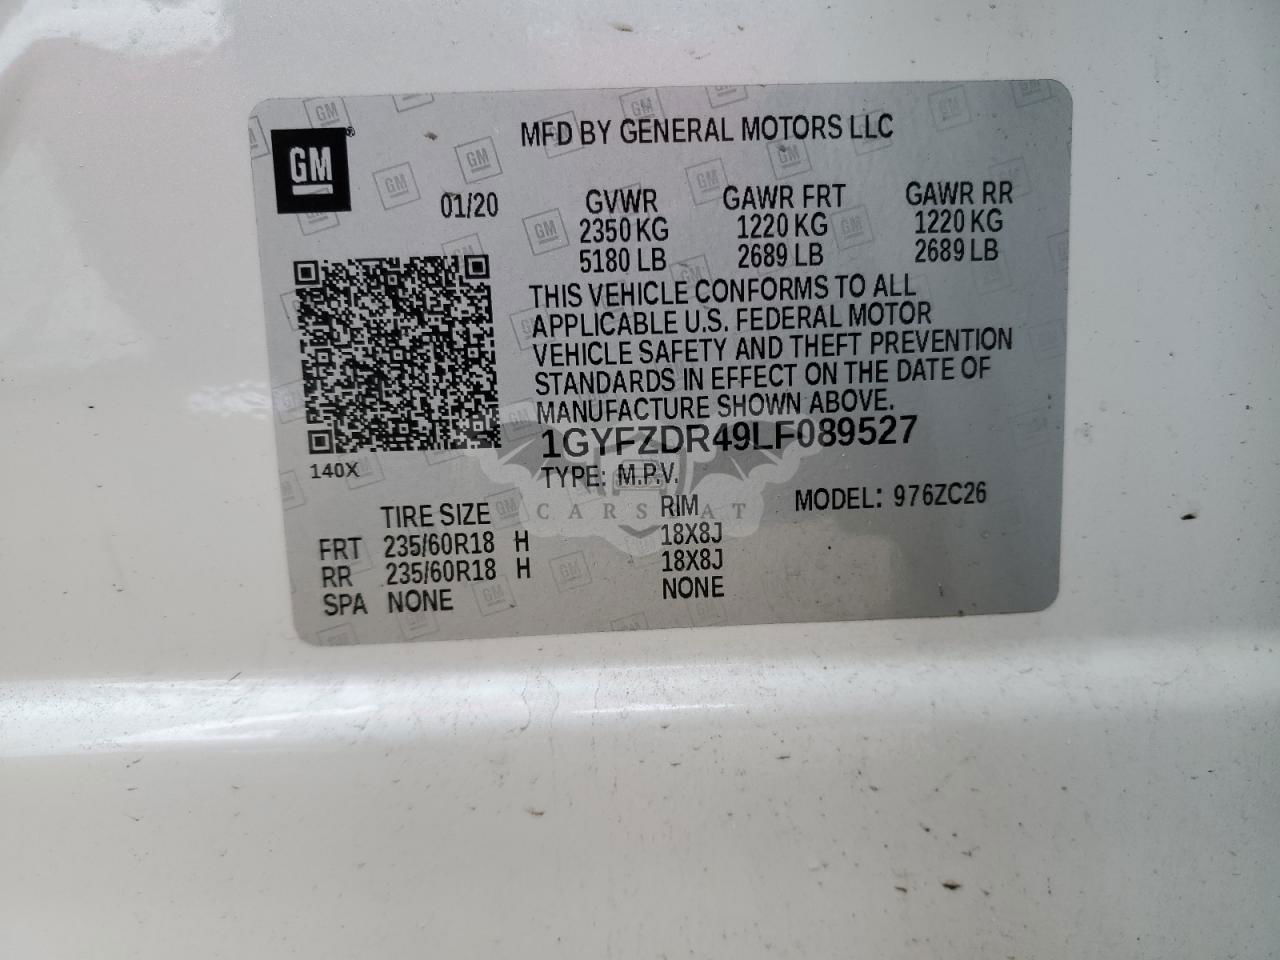 GM®
MFD BY GENERAL MOTORS LLC
01/20
GVWR GAWR FRT GAWR RR
2350 KG 1220 KG 1220 KG
5180 LB 2689 LB 2689 LB
THIS VEHICLE CONFORMS TO ALL
APPLICABLE U.S. FEDERAL MOTOR
VEHICLE SAFETY AND THEFT PREVENTION
STANDARDS IN EFFECT ON THE DATE OF
MANUFACTURE SHOWN ABOVE.
1GYFZDR49LF089527
140X
TYPE: M.P.V.
MODEL: 976ZC26
TIRE SIZE RIM
FRT 235/60R18 H 18X8J
RR 235/60R18 H 18X8J
SPA NONE NONE